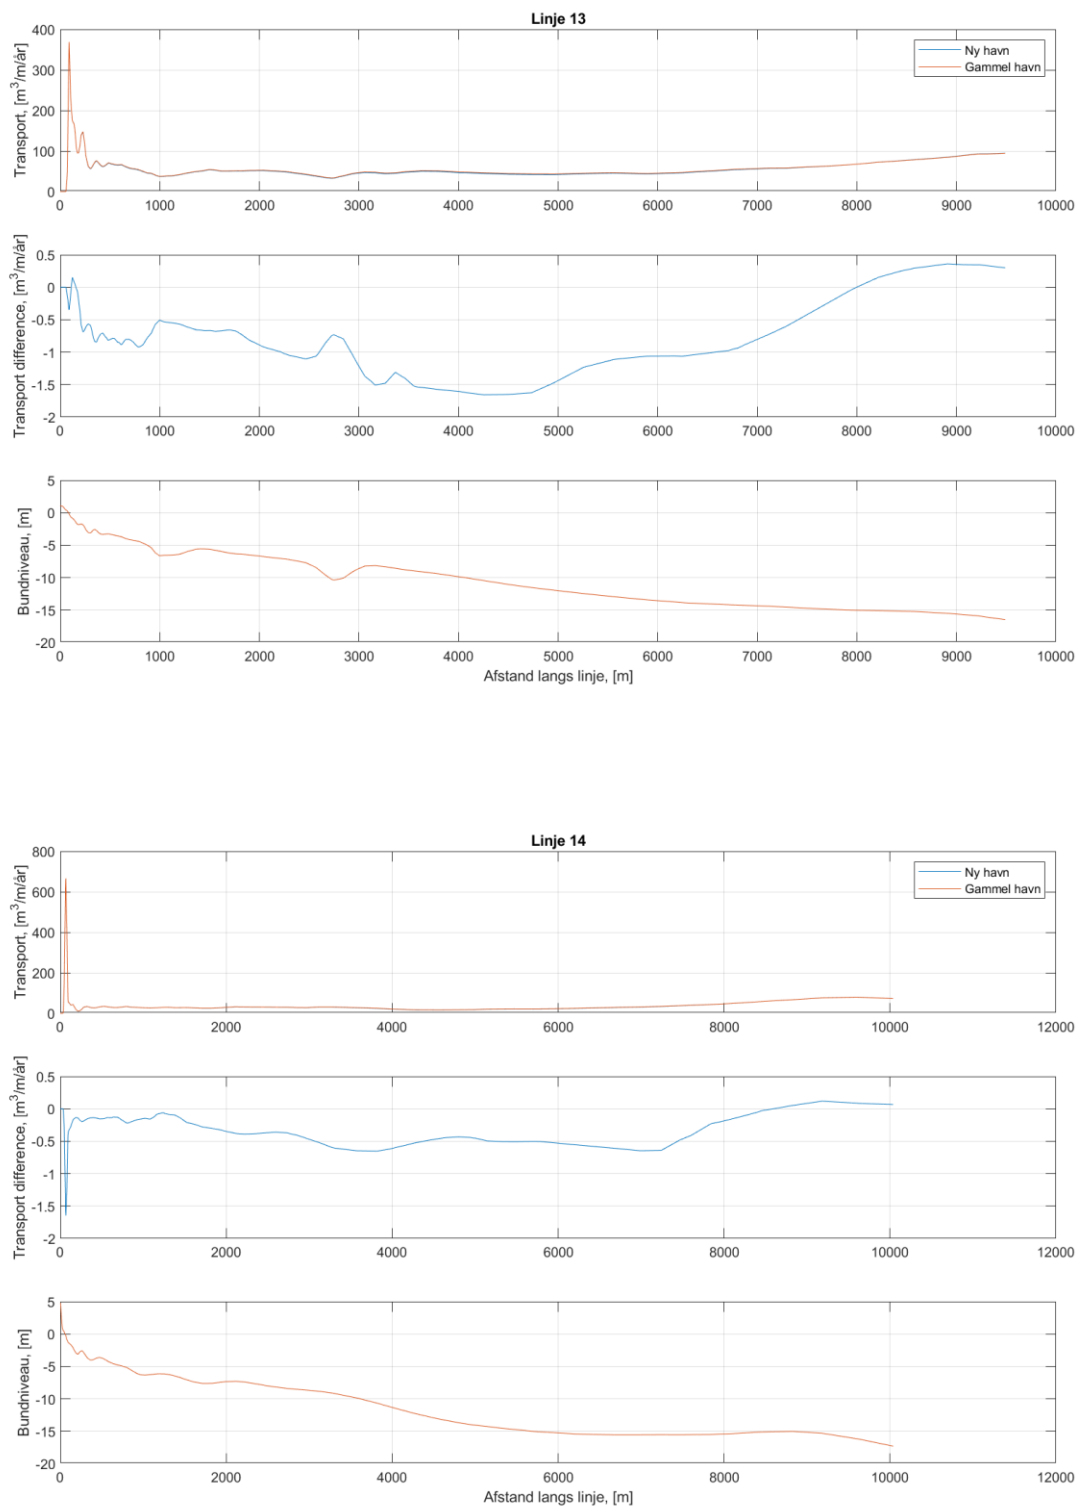 Linje 13
Transport, [m³/m/år]
400
300
200
100
0
0 1000 2000 3000 4000 5000 6000 7000 8000 9000 10000
Ny havn
Gammel havn
Transport difference, [m³/m/år]
0.5
0
-0.5
-1
-1.5
-2
0 1000 2000 3000 4000 5000 6000 7000 8000 9000 10000
Bundniveau, [m]
5
0
-5
-10
-15
-20
0 1000 2000 3000 4000 5000 6000 7000 8000 9000 10000
Afstand langs linje, [m]
Linje 14
Transport, [m³/m/år]
800
600
400
200
0
0 2000 4000 6000 8000 10000 12000
Ny havn
Gammel havn
Transport difference, [m³/m/år]
0.5
0
-0.5
-1
-1.5
-2
0 2000 4000 6000 8000 10000 12000
Bundniveau, [m]
5
0
-5
-10
-15
-20
0 2000 4000 6000 8000 10000 12000
Afstand langs linje, [m]